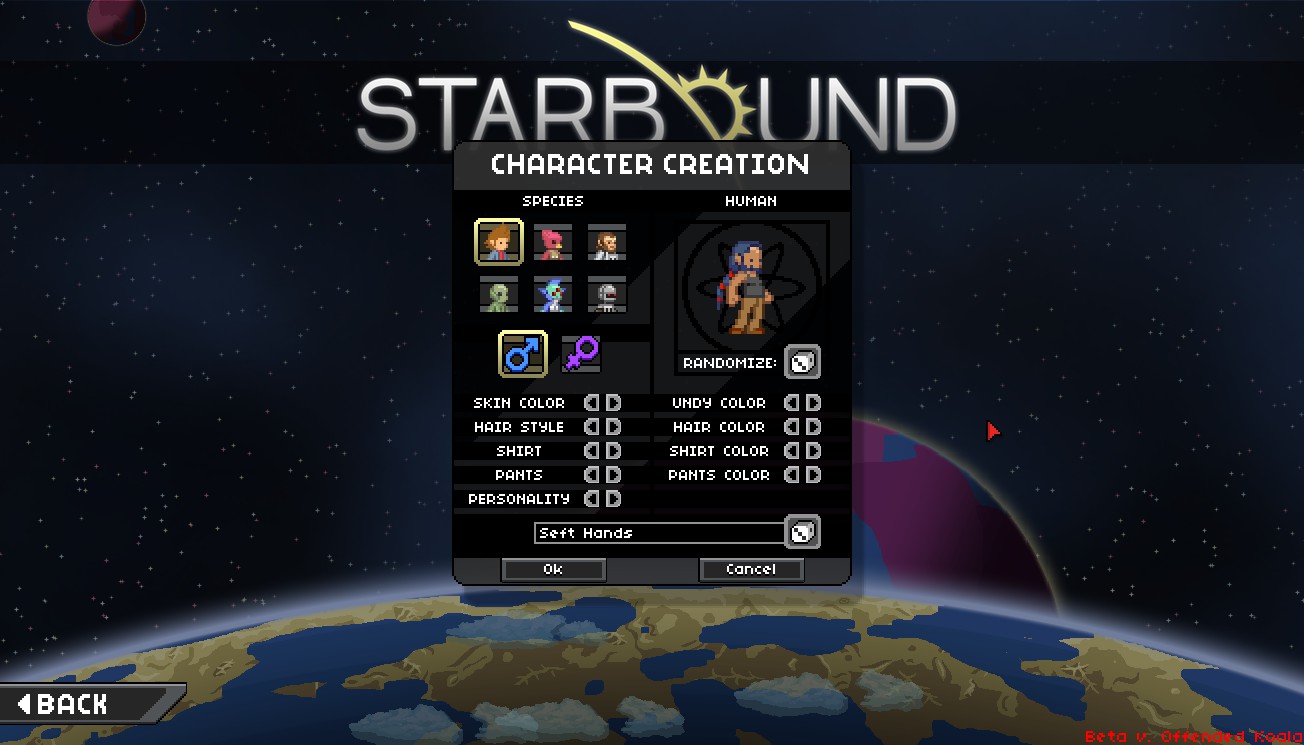 STARBOUND
CHARACTER CREATION
SPECIES
HUMAN
RANDOMIZE:
SKIN COLOR
UNDY COLOR
HAIR STYLE
HAIR COLOR
SHIRT
SHIRT COLOR
PANTS
PANTS COLOR
PERSONALITY
Seft Hands
Ok
Cancel
BACK
Beta v. Offended Koala